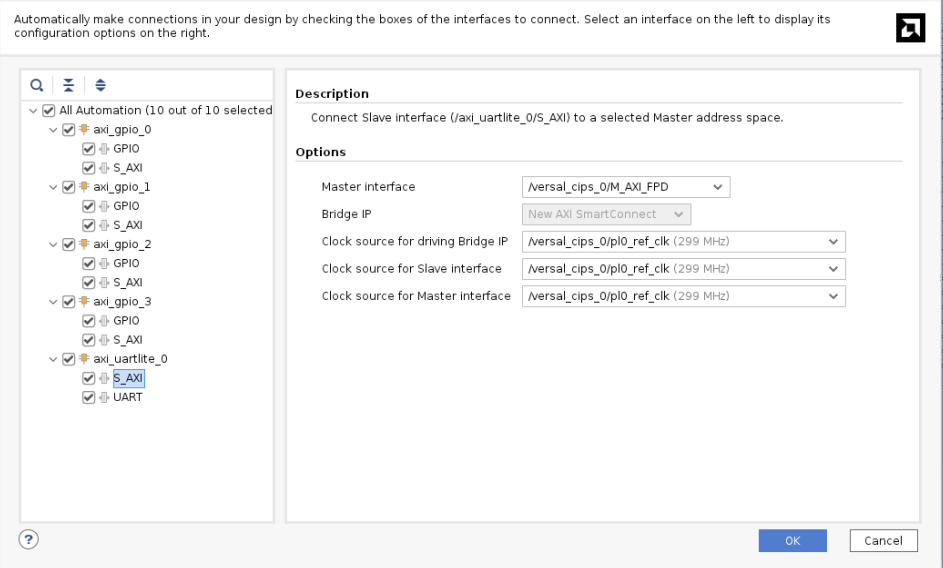 Automatically make connections in your design by checking the boxes of the interfaces to connect. Select an interface on the left to display its
configuration options on the right.
All Automation (10 out of 10 selected
axi_gpio_0
GPIO
S_AXI
axi_gpio_1
GPIO
S_AXI
axi_gpio_2
GPIO
S_AXI
axi_gpio_3
GPIO
S_AXI
axi_uartlite_0
S_AXI
UART
Description
Connect Slave interface (/axi_uartlite_0/S_AXI) to a selected Master address space.
Options
Master interface /versal_cips_0/M_AXI_FPD
Bridge IP New AXI SmartConnect
Clock source for driving Bridge IP /versal_cips_0/pl0_ref_clk (299 MHz)
Clock source for Slave interface /versal_cips_0/pl0_ref_clk (299 MHz)
Clock source for Master interface /versal_cips_0/pl0_ref_clk (299 MHz)
? OK Cancel